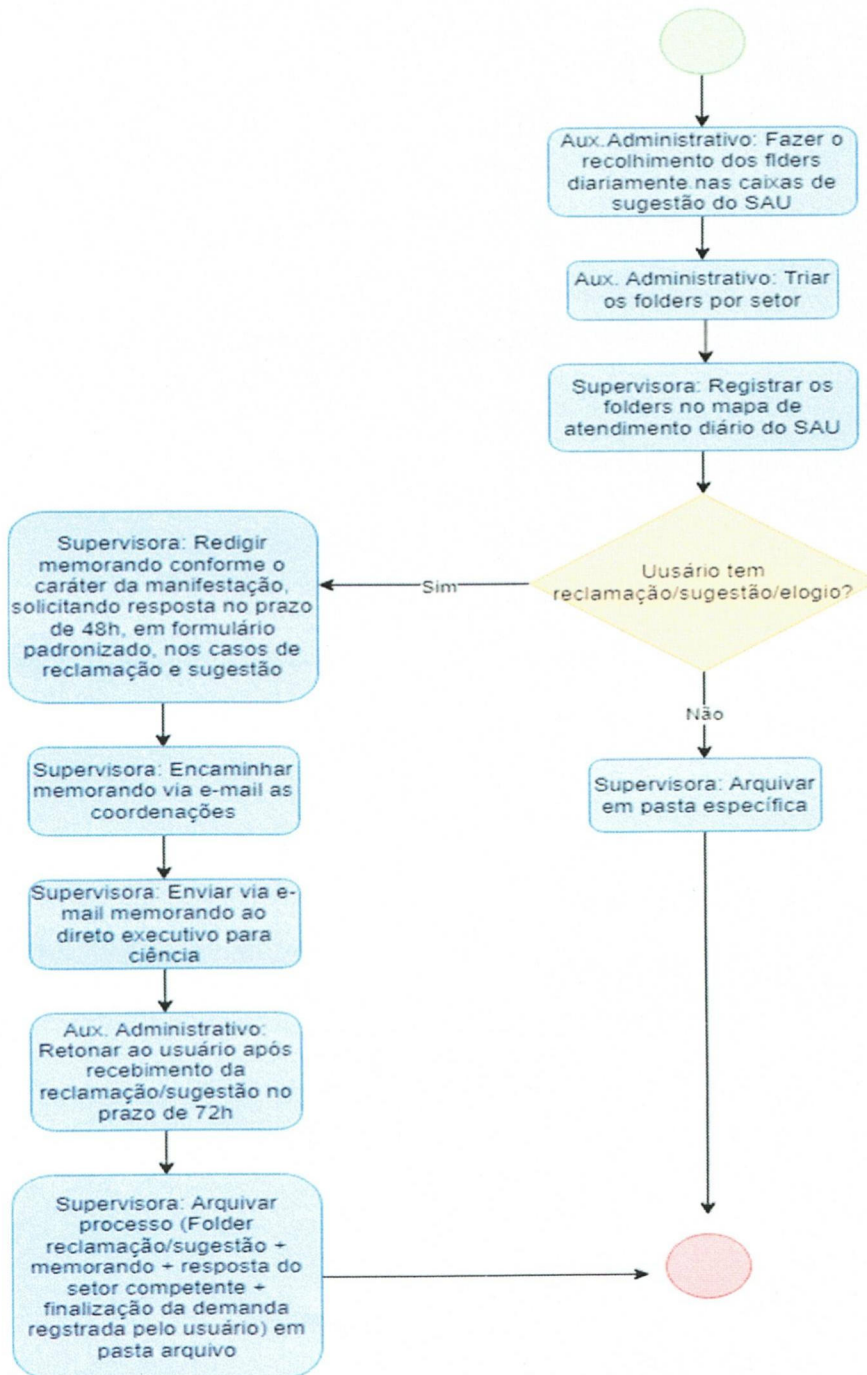 Aux.Administrativo: Fazer o
recolhimento dos flders
diariamente nas caixas de
sugestão do SAU
Aux. Administrativo: Triar
os folders por setor
Supervisora: Registrar os
folders no mapa de
atendimento diário do SAU
Uusário tem
reclamação/sugestão/elogio?
Sim
Não
Supervisora: Redigir
memorando conforme o
caráter da manifestação,
solicitando resposta no prazo
de 48h, em formulário
padronizado, nos casos de
reclamação e sugestão
Supervisora: Encaminhar
memorando via e-mail as
coordenações
Supervisora: Enviar via e-
mail memorando ao
direto executivo para
ciência
Aux. Administrativo:
Retonar ao usuário após
recebimento da
reclamação/sugestão no
prazo de 72h
Supervisora: Arquivar
processo (Folder
reclamação/sugestão +
memorando + resposta do
setor competente +
finalização da demanda
regstrada pelo usuário) em
pasta arquivo
Supervisora: Arquivar
em pasta específica